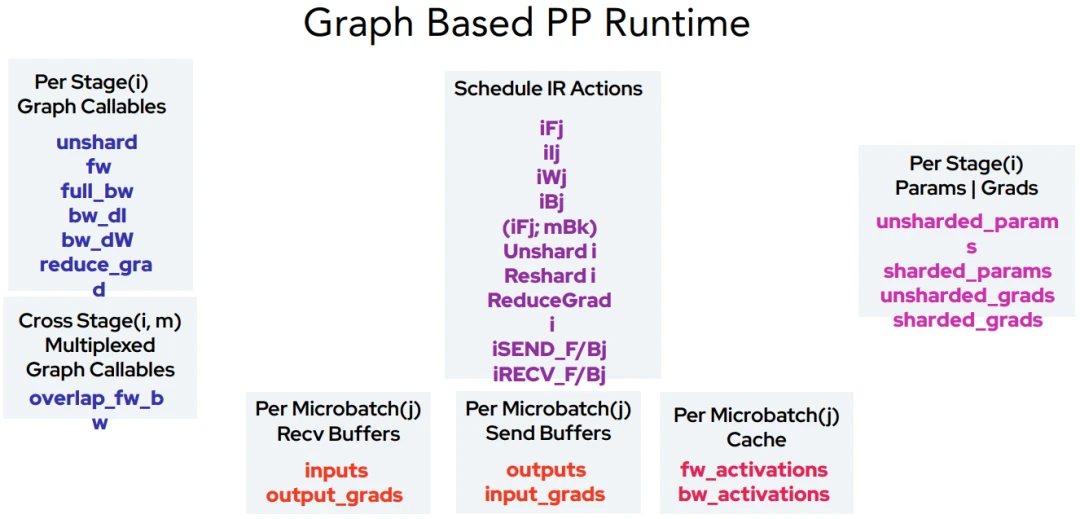 Graph Based PP Runtime
Per Stage(i)
Graph Callables
unshard
fw
full_bw
bw_dI
bw_dW
reduce_gra
d
Cross Stage(i, m)
Multiplexed
Graph Callables
overlap_fw_b
w
Schedule IR Actions
iFj
iIj
iWj
iBj
(iFj; mBk)
Unshard i
Reshard i
ReduceGrad
i
iSEND_F/Bj
iRECV_F/Bj
Per Stage(i)
Params | Grads
unsharded_param
s
sharded_params
unsharded_grads
sharded_grads
Per Microbatch(j)
Recv Buffers
inputs
output_grads
Per Microbatch(j)
Send Buffers
outputs
input_grads
Per Microbatch(j)
Cache
fw_activations
bw_activations